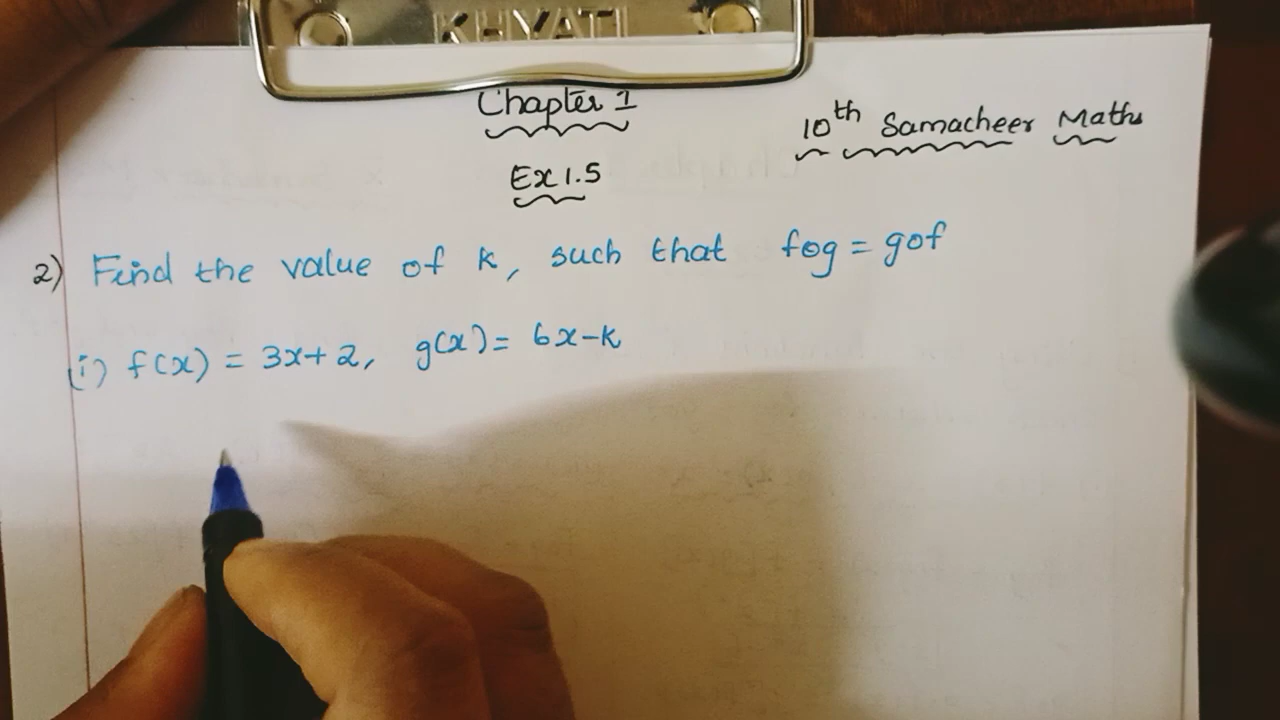 KHYATI
Chapter 1
10th Samacheer Maths
Ex 1.5
2) Find the value of k, such that fog = gof
(i) f(x) = 3x+2, g(x) = 6x-k